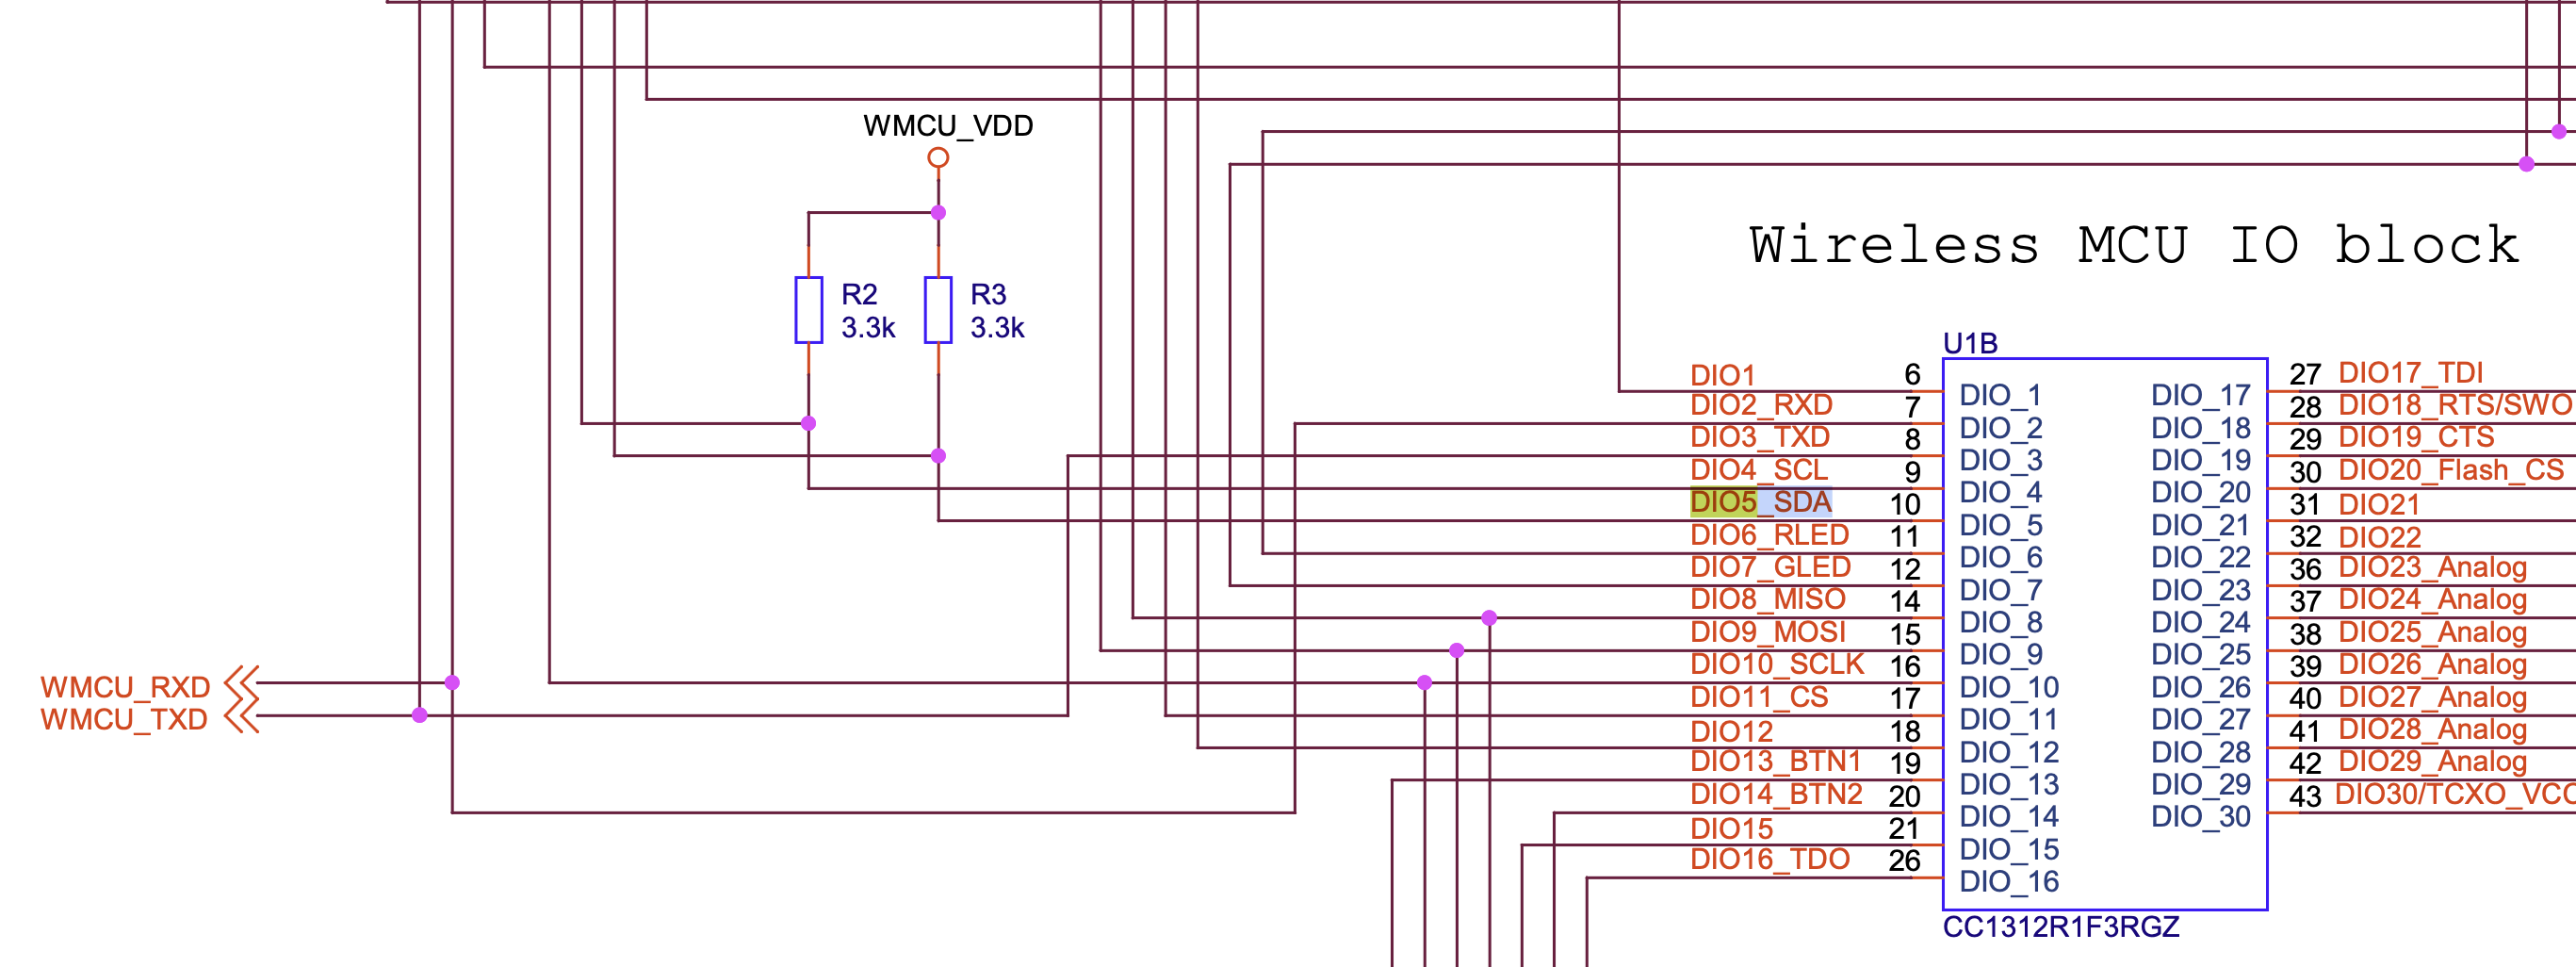 WMCU_VDD
Wireless MCU IO block
R2
3.3k
R3
3.3k
U1B
DIO1 6 DIO_1 DIO_17 27 DIO17_TDI
DIO2_RXD 7 DIO_2 DIO_18 28 DIO18_RTS/SWO
DIO3_TXD 8 DIO_3 DIO_19 29 DIO19_CTS
DIO4_SCL 9 DIO_4 DIO_20 30 DIO20_Flash_CS
DIO5_SDA 10 DIO_5 DIO_21 31 DIO21
DIO6_RLED 11 DIO_6 DIO_22 32 DIO22
DIO7_GLED 12 DIO_7 DIO_23 36 DIO23_Analog
DIO8_MISO 14 DIO_8 DIO_24 37 DIO24_Analog
DIO9_MOSI 15 DIO_9 DIO_25 38 DIO25_Analog
DIO10_SCLK 16 DIO_10 DIO_26 39 DIO26_Analog
DIO11_CS 17 DIO_11 DIO_27 40 DIO27_Analog
DIO12 18 DIO_12 DIO_28 41 DIO28_Analog
DIO13_BTN1 19 DIO_13 DIO_29 42 DIO29_Analog
DIO14_BTN2 20 DIO_14 DIO_30 43 DIO30/TCXO_VCC
DIO15 21 DIO_15
DIO16_TDO 26 DIO_16
CC1312R1F3RGZ
WMCU_RXD
WMCU_TXD